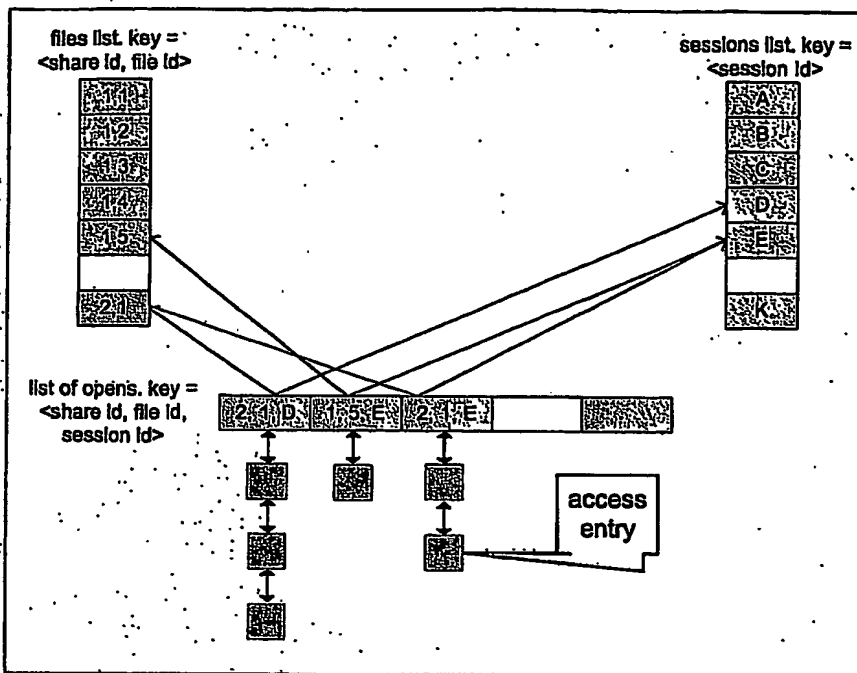 files list. key =
<share id, file id>
1 1
1 2
1 3
1 4
1 5
2 1
sessions list. key =
<session id>
A
B
C
D
E
K
list of opens. key =
<share id, file id,
session id>
2 1 D
1 5 E
2 1 E
access
entry